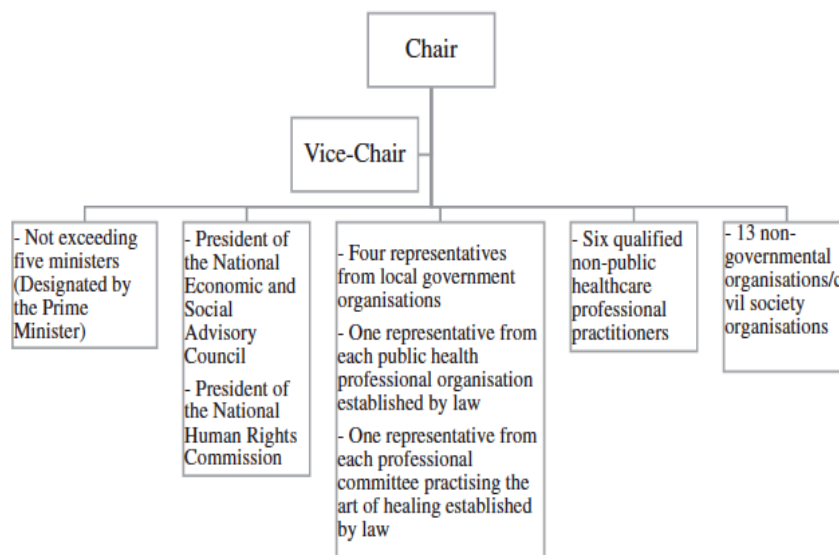 Chair
Vice-Chair
- Not exceeding
five ministers
(Designated by
the Prime
Minister)
- President of
the National
Economic and
Social
Advisory
Council
- President of
the National
Human Rights
Commission
- Four representatives
from local government
organisations
- One representative from
each public health
professional organisation
established by law
- One representative from
each professional
committee practising the
art of healing established
by law
- Six qualified
non-public
healthcare
professional
practitioners
- 13 non-
governmental
organisations/c
vil society
organisations